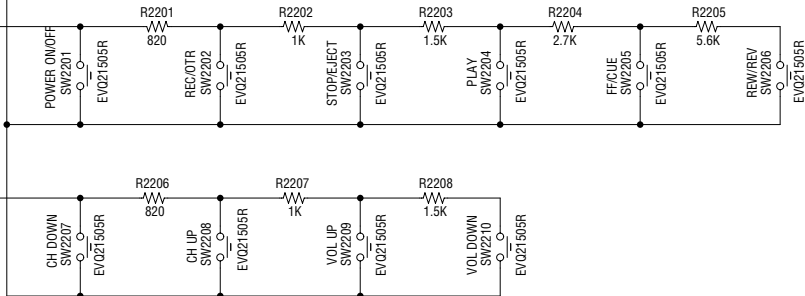 R2201
R2202
R2203
R2204
R2205
820
1K
1.5K
2.7K
5.6K
POWER ON/OFF
SW2201
EVQ21505R
REC/OTR
SW2202
EVQ21505R
STOP/EJECT
SW2203
EVQ21505R
PLAY
SW2204
EVQ21505R
FF/CUE
SW2205
EVQ21505R
REW/REV
SW2206
EVQ21505R
R2206
R2207
R2208
820
1K
1.5K
CH DOWN
SW2207
EVQ21505R
CH UP
SW2208
EVQ21505R
VOL UP
SW2209
EVQ21505R
VOL DOWN
SW2210
EVQ21505R